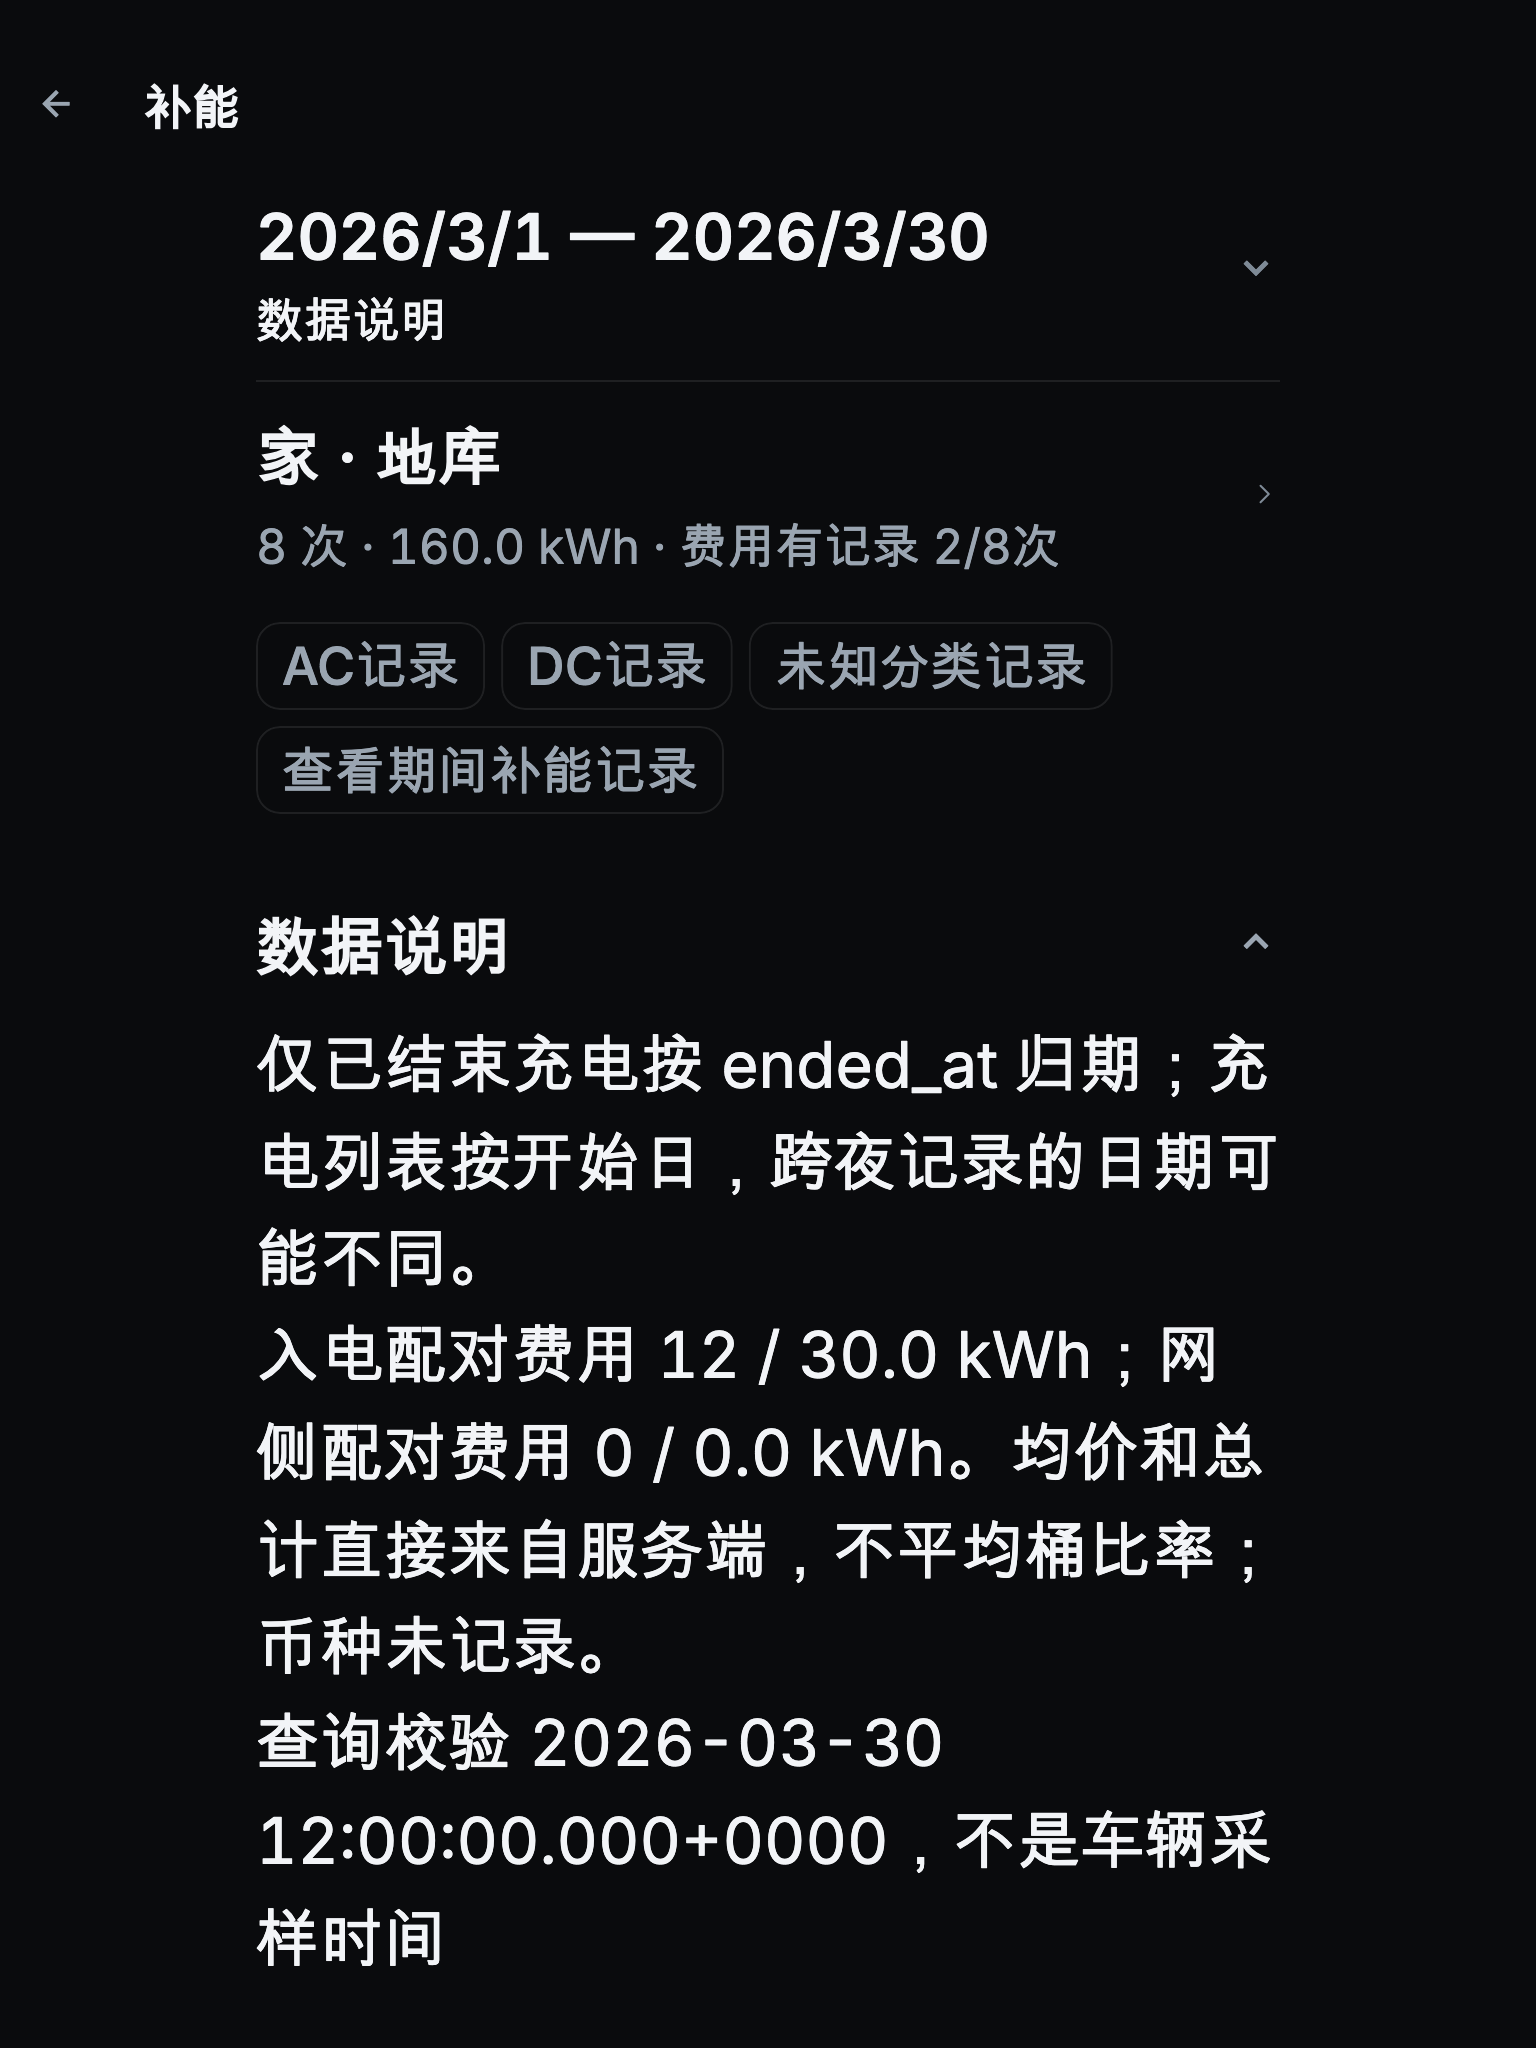 补能
2026/3/1 — 2026/3/30
数据说明
家 · 地库
8 次 · 160.0 kWh · 费用有记录 2/8次
AC记录
DC记录
未知分类记录
查看期间补能记录
数据说明
仅已结束充电按 ended_at 归期；充
电列表按开始日，跨夜记录的日期可
能不同。
入电配对费用 12 / 30.0 kWh；网
侧配对费用 0 / 0.0 kWh。均价和总
计直接来自服务端，不平均桶比率；
币种未记录。
查询校验 2026-03-30
12:00:00.000+0000，不是车辆采
样时间